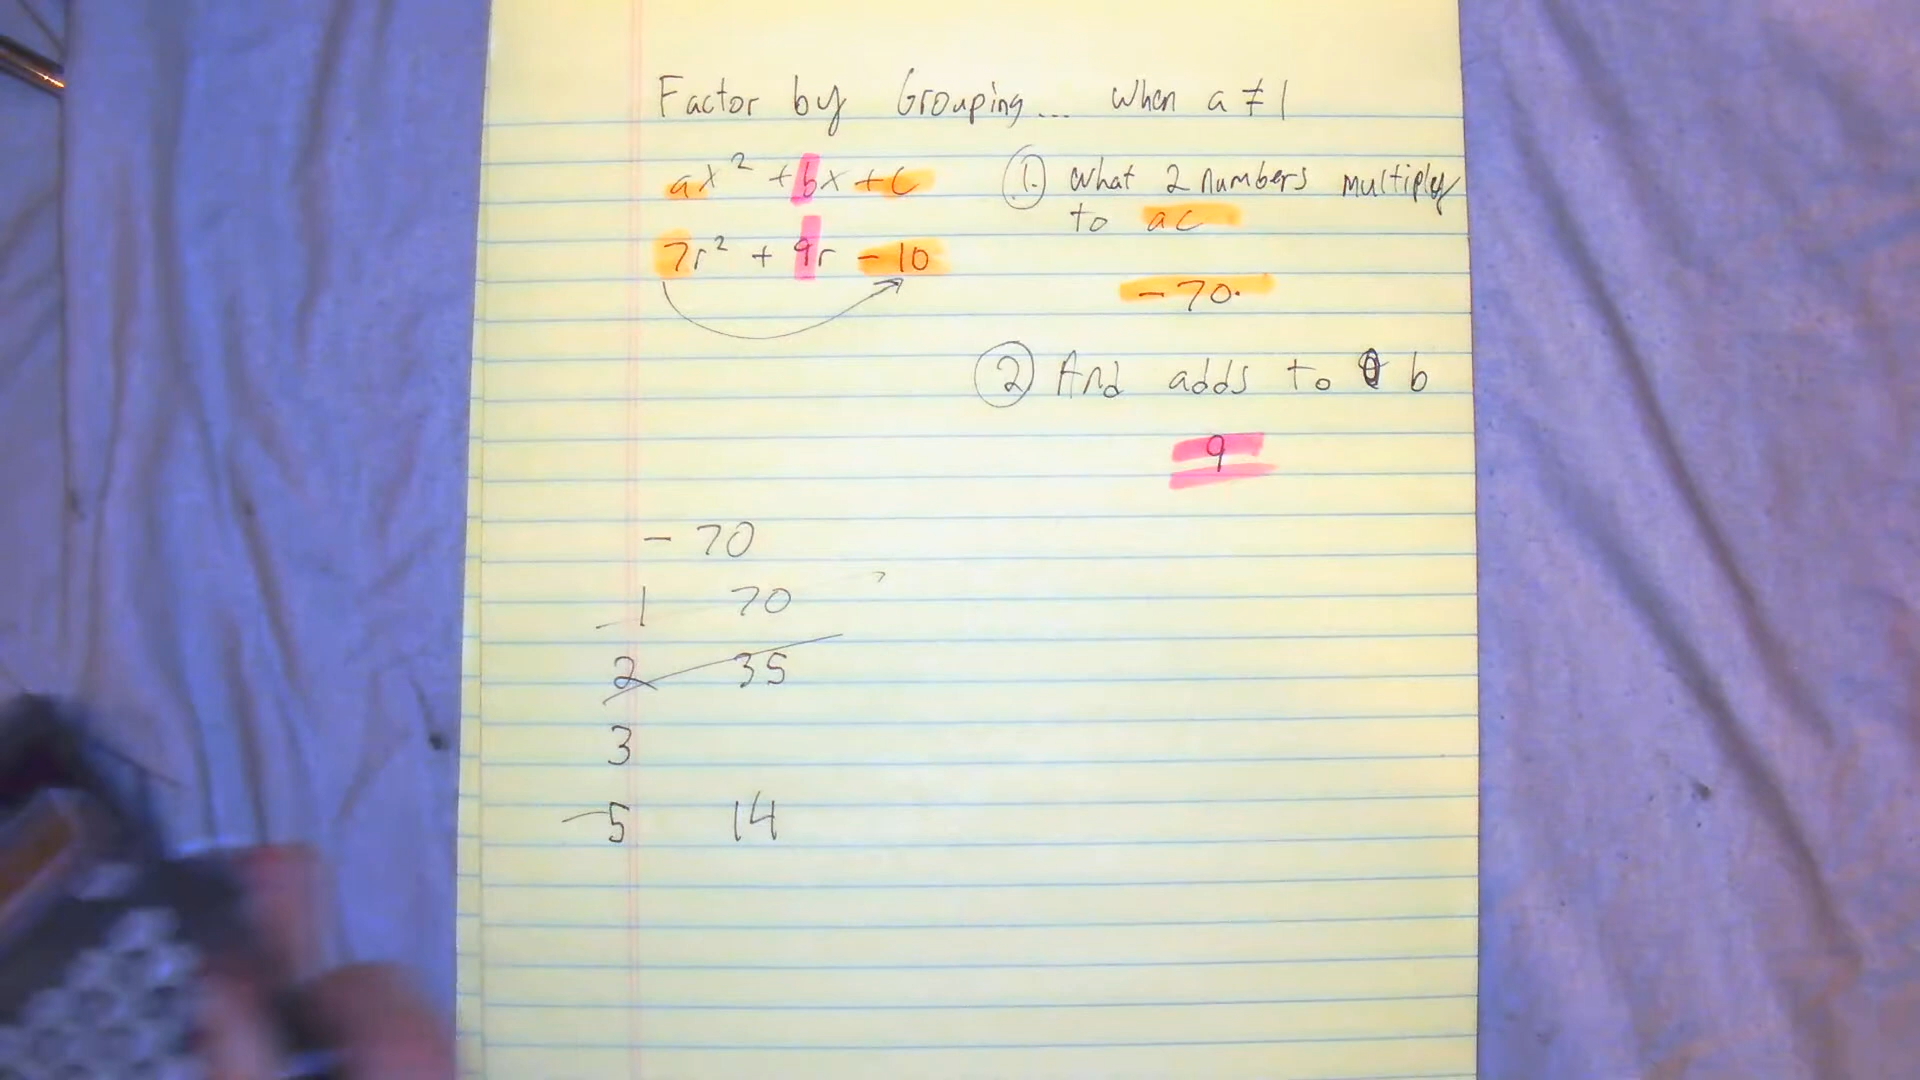 Factor by Grouping... when a ≠ 1
ax² + bx + c
7r² + 9r - 10
1. What 2 numbers multiply
to ac
-70.
2 And adds to b
9
- 70
1 70
2 35
3
-5 14